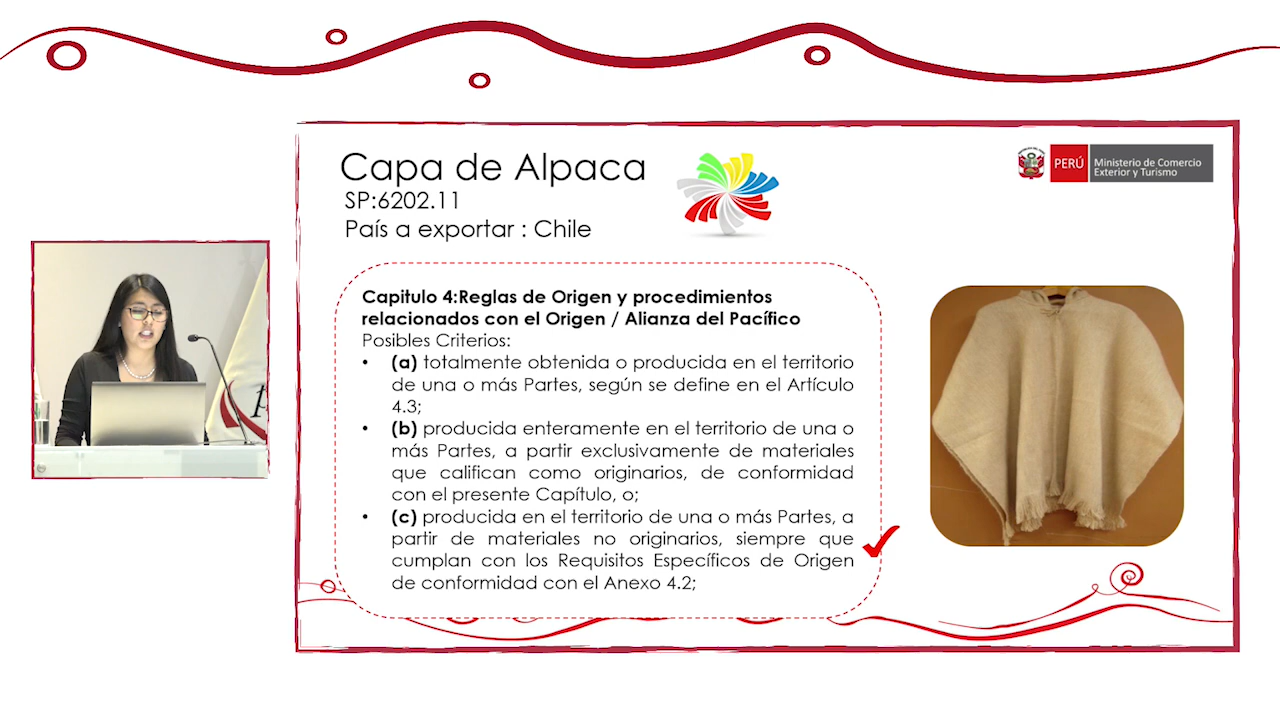 Capa de Alpaca
SP:6202.11
País a exportar : Chile
PERÚ
Ministerio de Comercio
Exterior y Turismo
Capitulo 4:Reglas de Origen y procedimientos
relacionados con el Origen / Alianza del Pacífico
Posibles Criterios:
• (a) totalmente obtenida o producida en el territorio
de una o más Partes, según se define en el Artículo
4.3;
• (b) producida enteramente en el territorio de una o
más Partes, a partir exclusivamente de materiales
que califican como originarios, de conformidad
con el presente Capítulo, o;
• (c) producida en el territorio de una o más Partes, a
partir de materiales no originarios, siempre que
cumplan con los Requisitos Específicos de Origen
de conformidad con el Anexo 4.2;